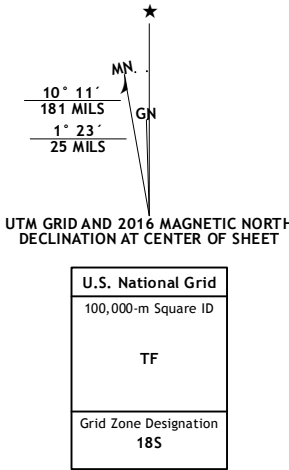 ★
MN
10° 11´
181 MILS
GN
1° 23´
25 MILS
UTM GRID AND 2016 MAGNETIC NORTH
DECLINATION AT CENTER OF SHEET
U.S. National Grid
100,000-m Square ID
TF
Grid Zone Designation
18S